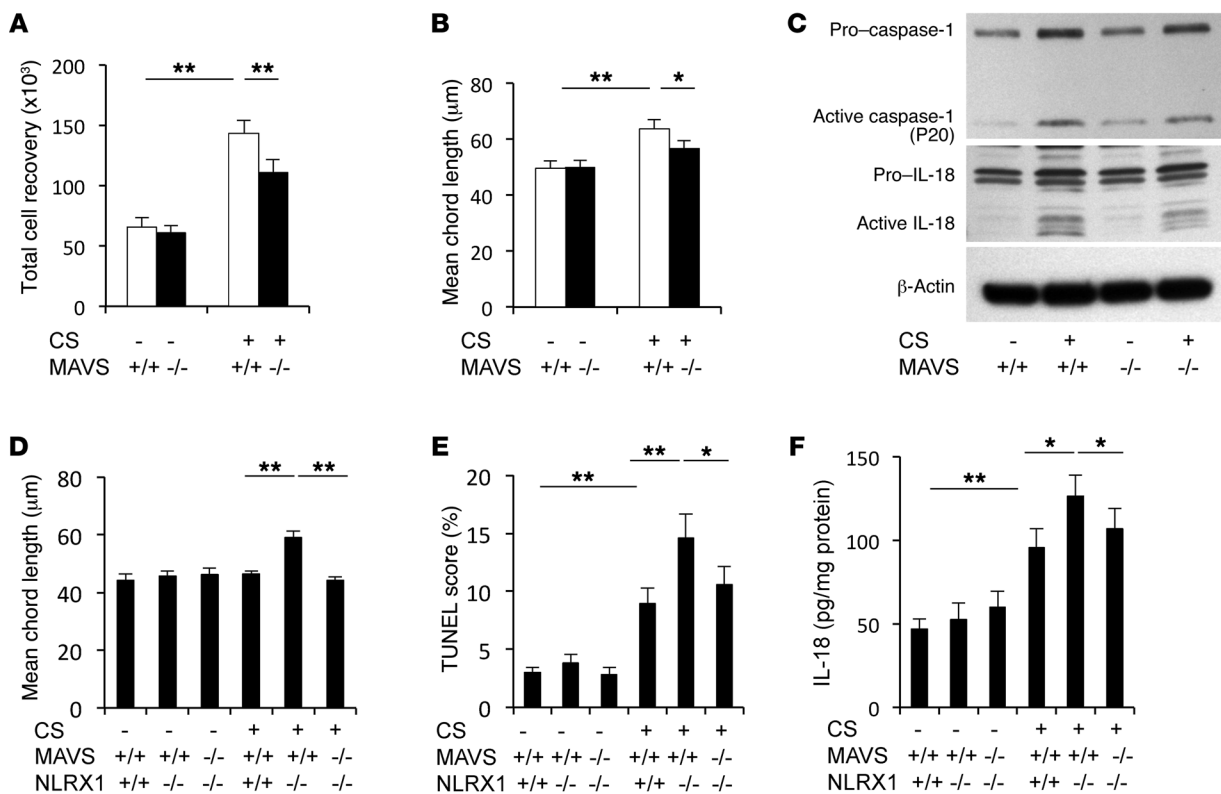 A
Total cell recovery (x10³)
200
150
100
50
0
** **
CS - - + +
MAVS +/+ -/- +/+ -/-
B
Mean chord length (μm)
80
60
40
20
0
** *
CS - - + +
MAVS +/+ -/- +/+ -/-
C
Pro–caspase-1
Active caspase-1
(P20)
Pro–IL-18
Active IL-18
β-Actin
CS - + - +
MAVS +/+ +/+ -/- -/-
D
Mean chord length (μm)
80
60
40
20
0
** **
CS - - - + + +
MAVS +/+ +/+ -/- +/+ +/+ -/-
NLRX1 +/+ -/- -/- +/+ -/- -/-
E
TUNEL score (%)
20
15
10
5
0
** ** *
CS - - - + + +
MAVS +/+ +/+ -/- +/+ +/+ -/-
NLRX1 +/+ -/- -/- +/+ -/- -/-
F
IL-18 (pg/mg protein)
150
100
50
0
** * *
CS - - - + + +
MAVS +/+ +/+ -/- +/+ +/+ -/-
NLRX1 +/+ -/- -/- +/+ -/- -/-